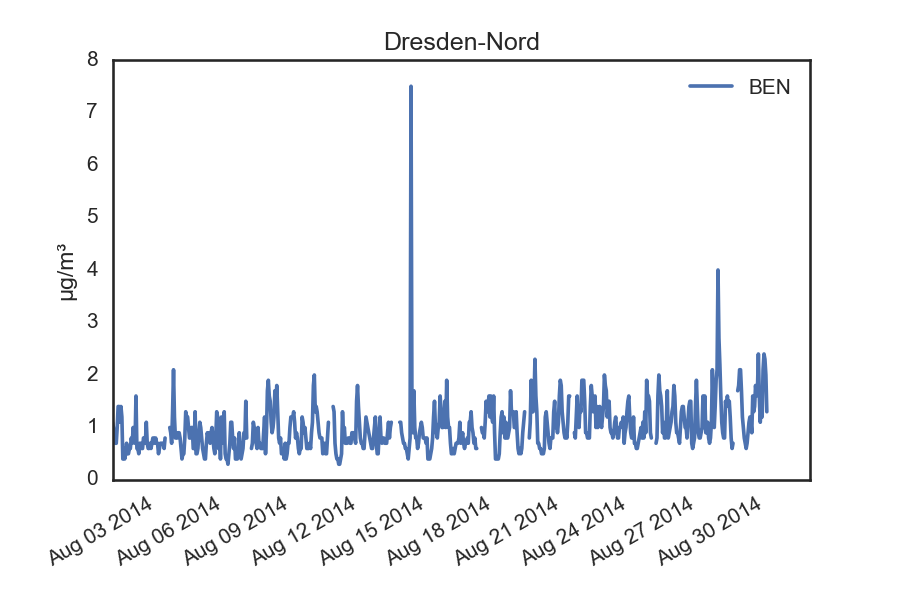 Dresden-Nord
8
7
6
5
4
3
2
1
0
µg/m³
BEN
Aug 03 2014
Aug 06 2014
Aug 09 2014
Aug 12 2014
Aug 15 2014
Aug 18 2014
Aug 21 2014
Aug 24 2014
Aug 27 2014
Aug 30 2014